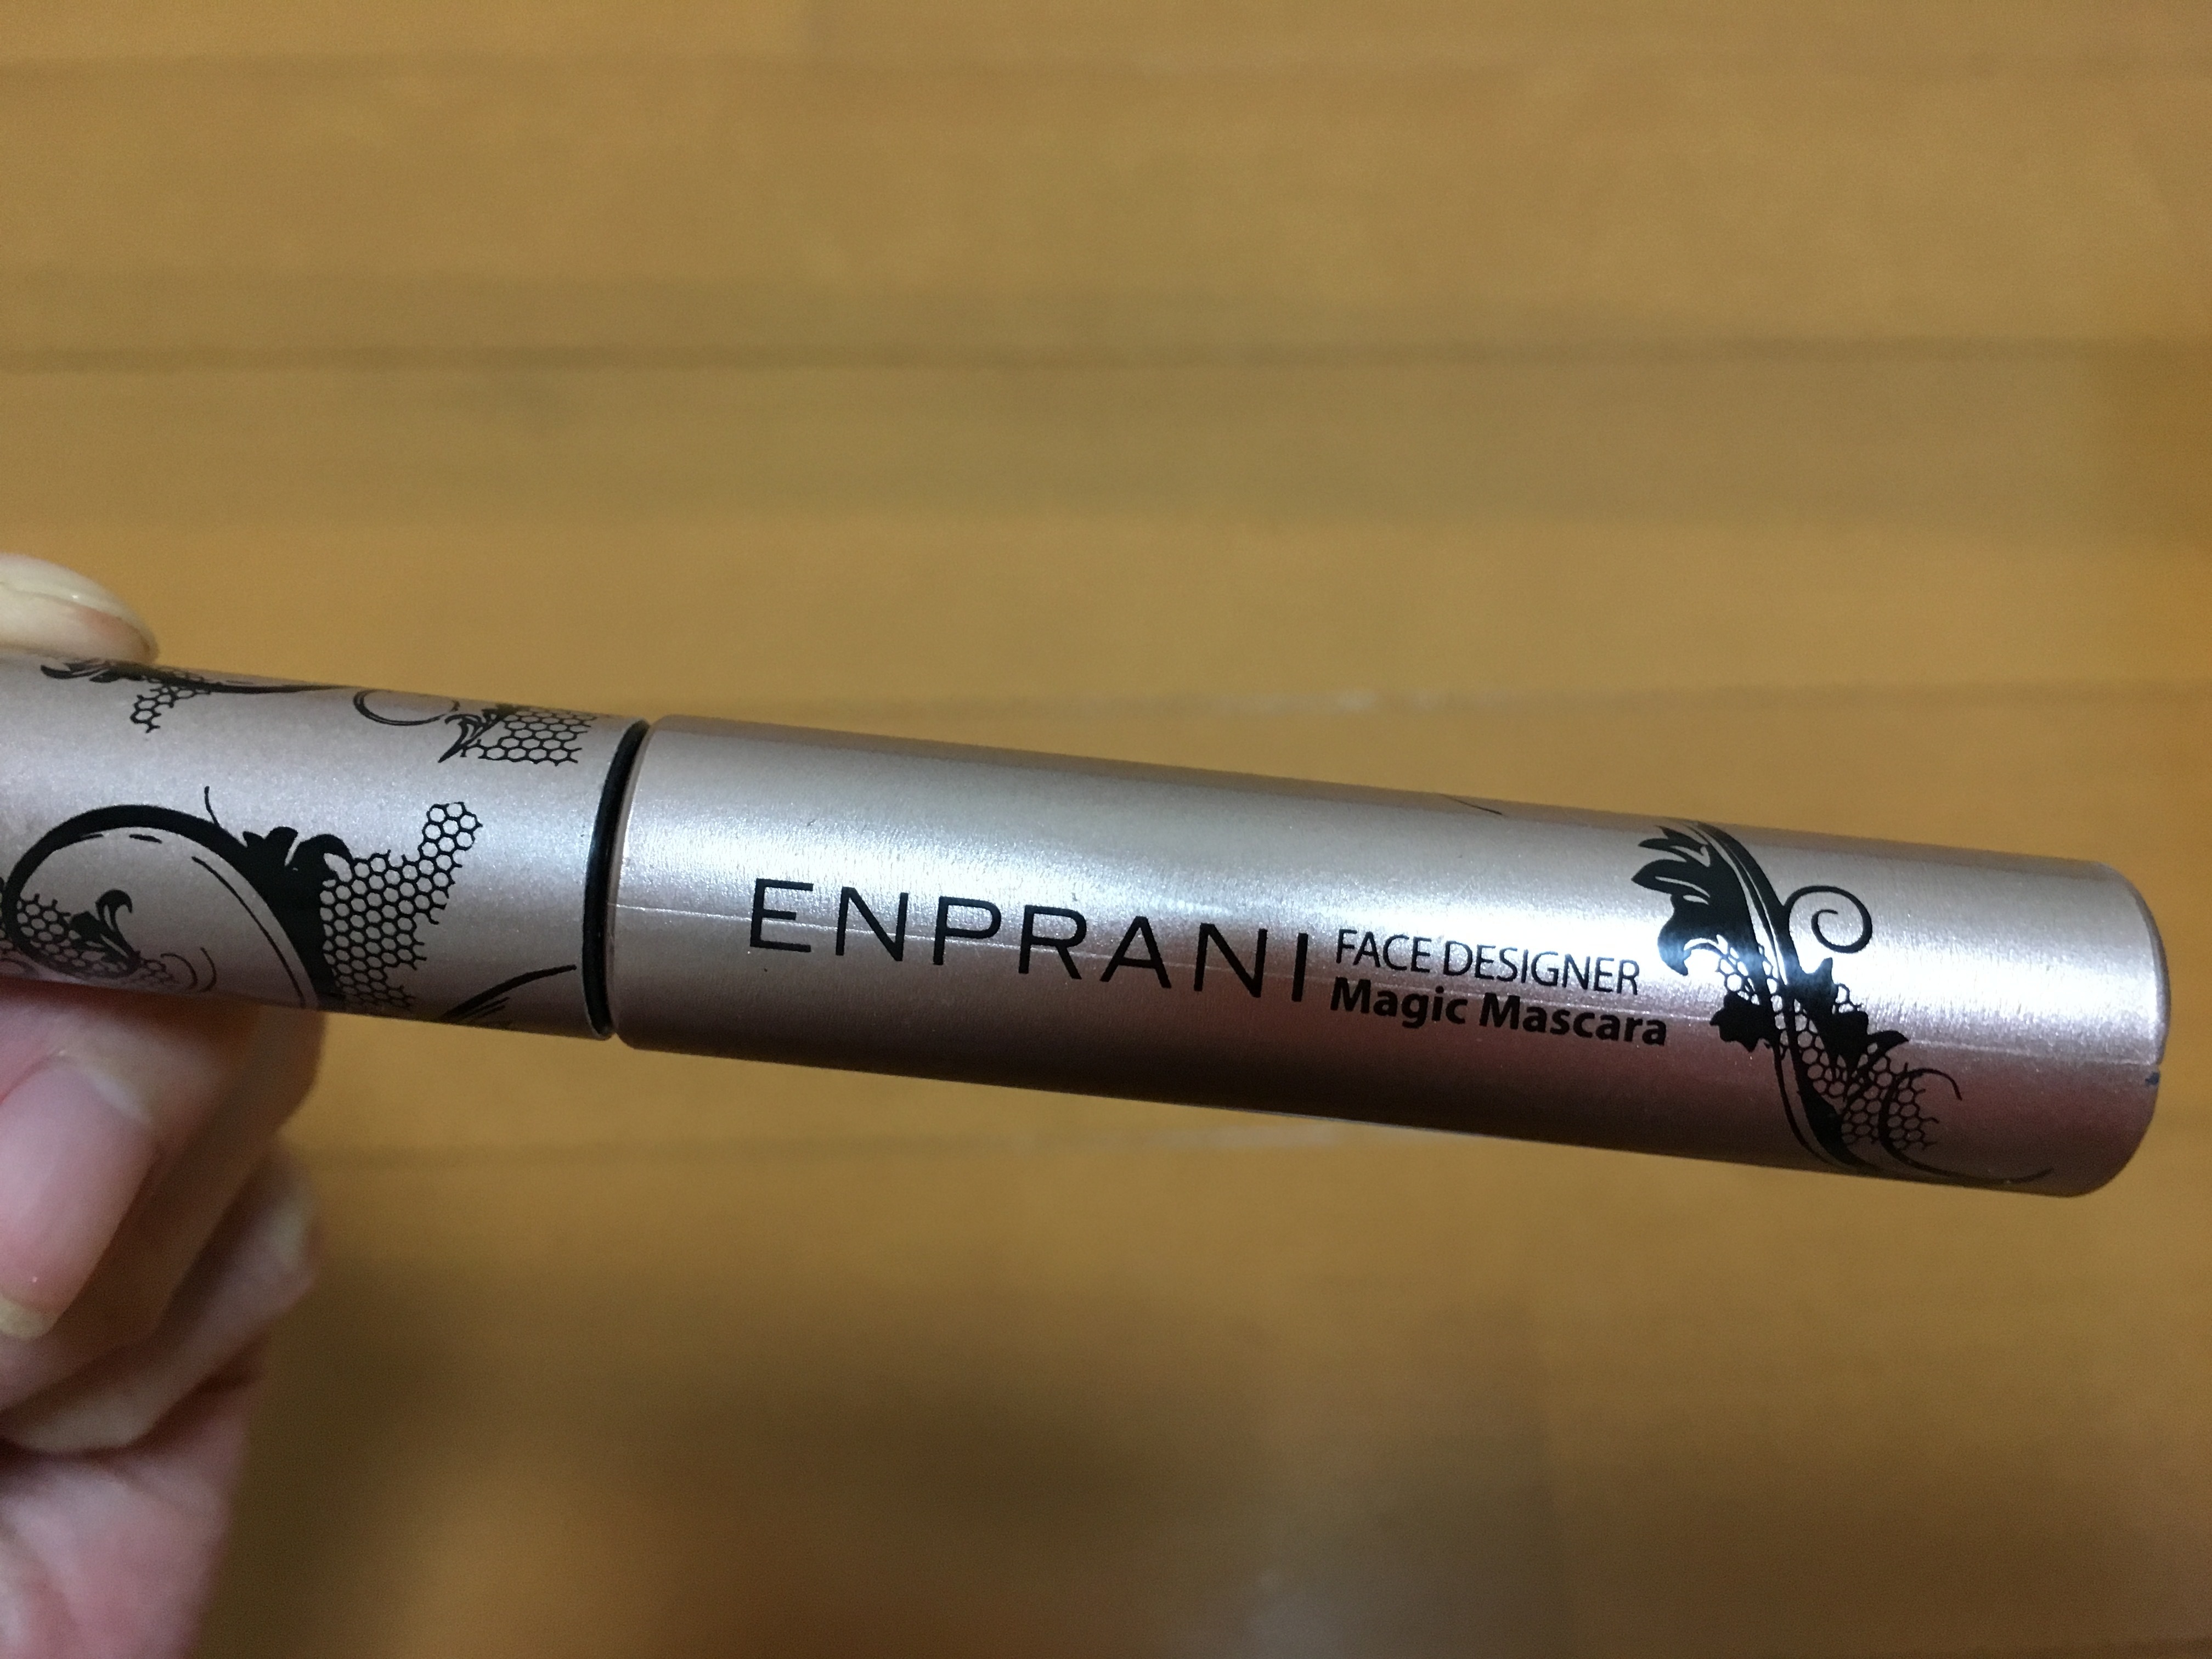 ENPRANI
FACE DESIGNER
Magic Mascara